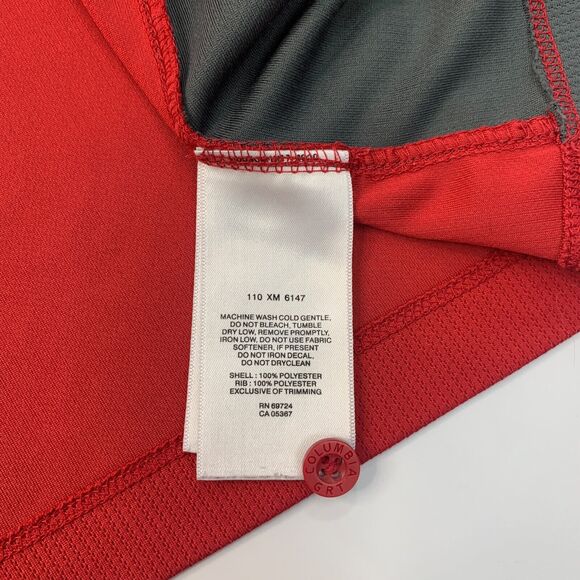 110 XM 6147
MACHINE WASH COLD GENTLE,
DO NOT BLEACH, TUMBLE
DRY LOW, REMOVE PROMPTLY,
IRON LOW. DO NOT USE FABRIC
SOFTENER, IF PRESENT
DO NOT IRON DECAL,
DO NOT DRYCLEAN
SHELL : 100% POLYESTER
RIB : 100% POLYESTER
EXCLUSIVE OF TRIMMING
RN 69724
CA 05367
COLUMBIA
GRT